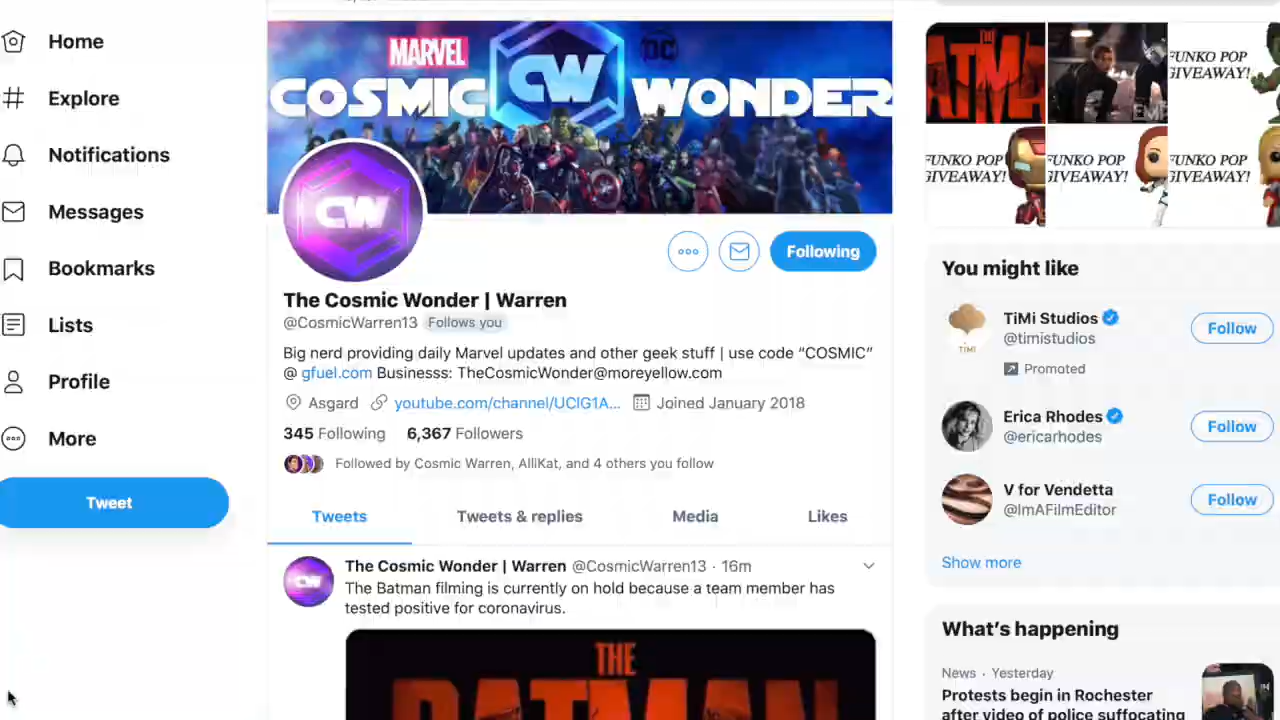 Home
Explore
Notifications
Messages
Bookmarks
Lists
Profile
More
Tweet
MARVEL
DC
COSMIC CW WONDER
CW
Following
The Cosmic Wonder | Warren
@CosmicWarren13 Follows you
Big nerd providing daily Marvel updates and other geek stuff | use code “COSMIC”
@ gfuel.com Businesss: TheCosmicWonder@moreyellow.com
Asgard youtube.com/channel/UCIG1A... Joined January 2018
345 Following 6,367 Followers
Followed by Cosmic Warren, AlliKat, and 4 others you follow
Tweets Tweets & replies Media Likes
CW
The Cosmic Wonder | Warren @CosmicWarren13 · 16m
The Batman filming is currently on hold because a team member has
tested positive for coronavirus.
THE
BATMAN
THE
ATMA
EM
FUNKO POP
GIVEAWAY!
FUNKO POP
GIVEAWAY!
FUNKO POP
GIVEAWAY!
FUNKO POP
GIVEAWAY!
You might like
TiMi
TiMi Studios
@timistudios
Promoted
Follow
Erica Rhodes
@ericarhodes
Follow
V for Vendetta
@ImAFilmEditor
Follow
Show more
What’s happening
News · Yesterday
Protests begin in Rochester
after video of police suffocating